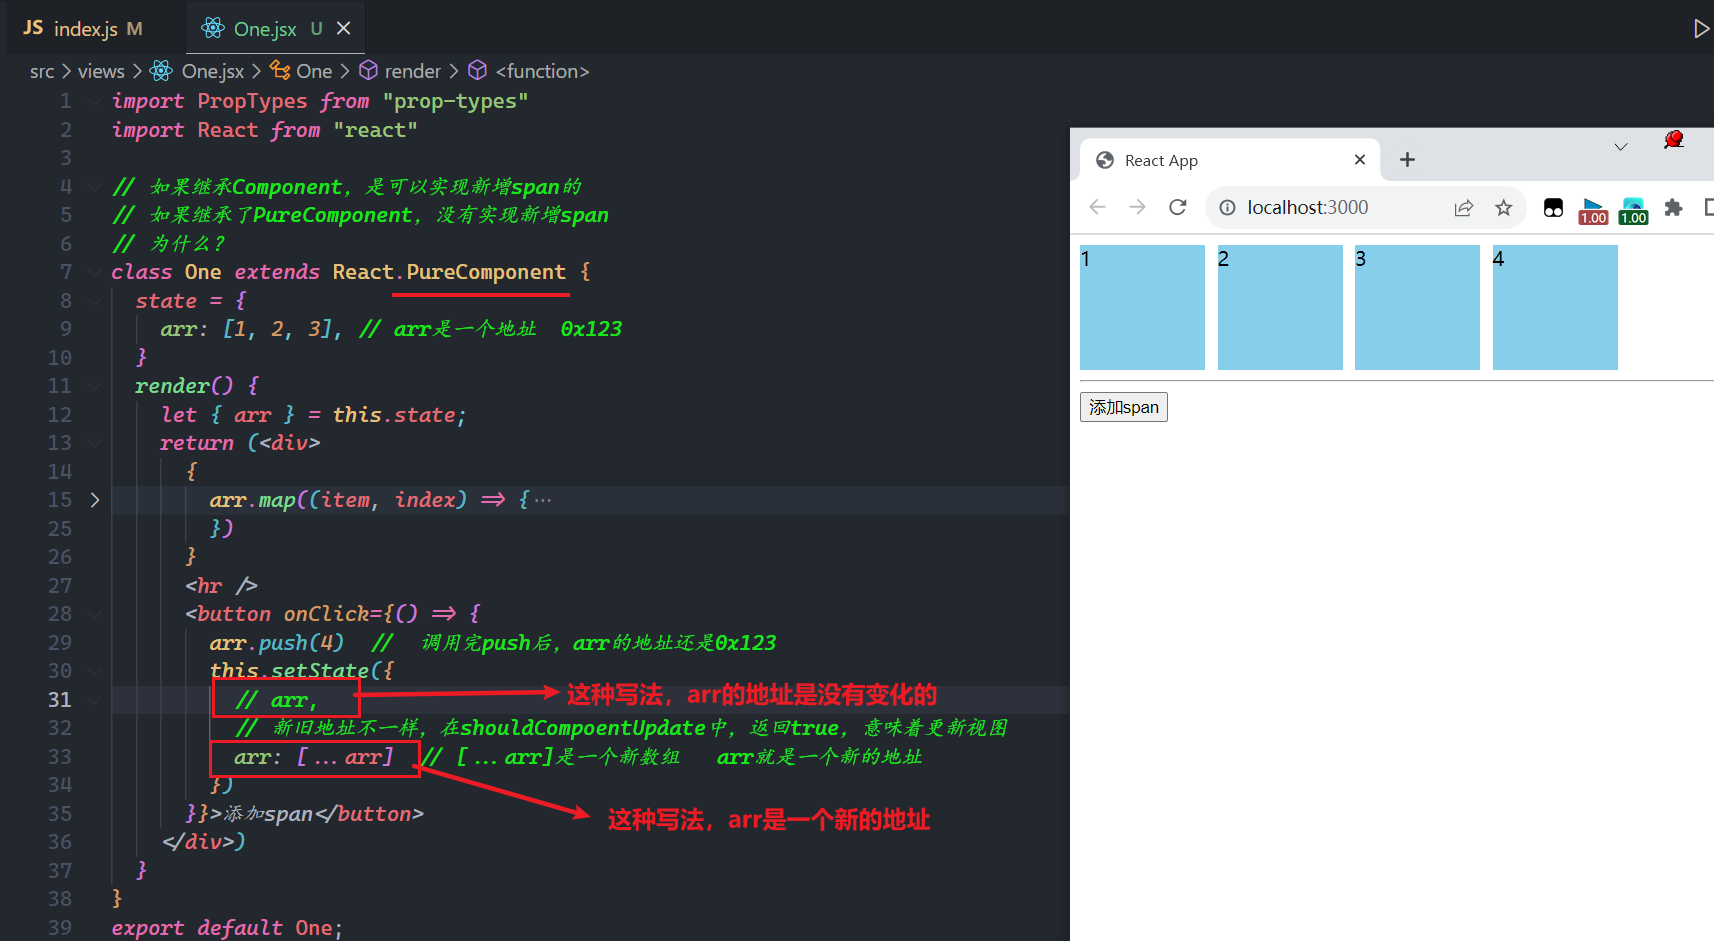 JS index.js M
One.jsx U
src > views > One.jsx > One > render > <function>
1 import PropTypes from "prop-types"
2 import React from "react"
3
4 // 如果继承Component，是可以实现新增span的
5 // 如果继承了PureComponent，没有实现新增span
6 // 为什么？
7 class One extends React.PureComponent {
8 state = {
9 arr: [1, 2, 3], // arr是一个地址 0x123
10 }
11 render() {
12 let { arr } = this.state;
13 return (<div>
14 {
15 arr.map((item, index) => {…
25 })
26 }
27 <hr />
28 <button onClick={() => {
29 arr.push(4) // 调用完push后，arr的地址还是0x123
30 this.setState({
31 // arr,
这种写法，arr的地址是没有变化的
32 // 新旧地址不一样，在shouldCompoentUpdate中，返回true，意味着更新视图
33 arr: [...arr] // [...arr]是一个新数组 arr就是一个新的地址
34 })
35 }}>添加span</button>
这种写法，arr是一个新的地址
36 </div>)
37 }
38 }
39 export default One;
React App
localhost:3000
1.00
1.00
1 2 3 4
添加span